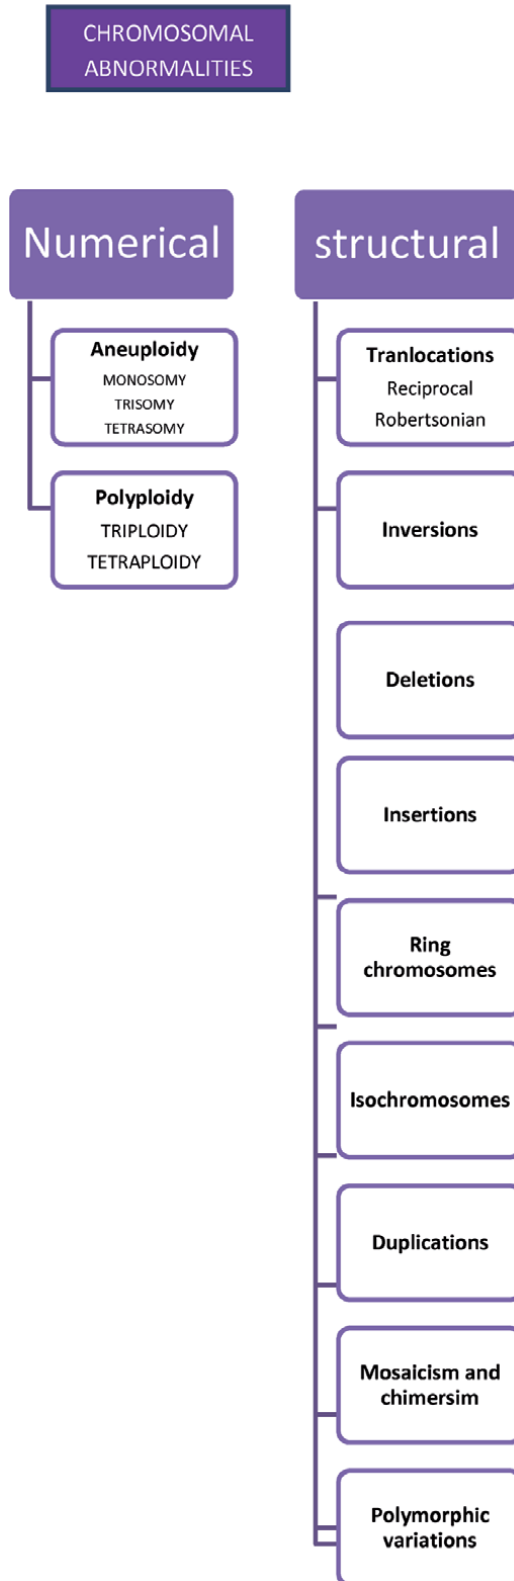 CHROMOSOMAL
ABNORMALITIES
Numerical
Aneuploidy
MONOSOMY
TRISOMY
TETRASOMY
Polyploidy
TRIPLOIDY
TETRAPLOIDY
structural
Tranlocations
Reciprocal
Robertsonian
Inversions
Deletions
Insertions
Ring
chromosomes
Isochromosomes
Duplications
Mosaicism and
chimersim
Polymorphic
variations